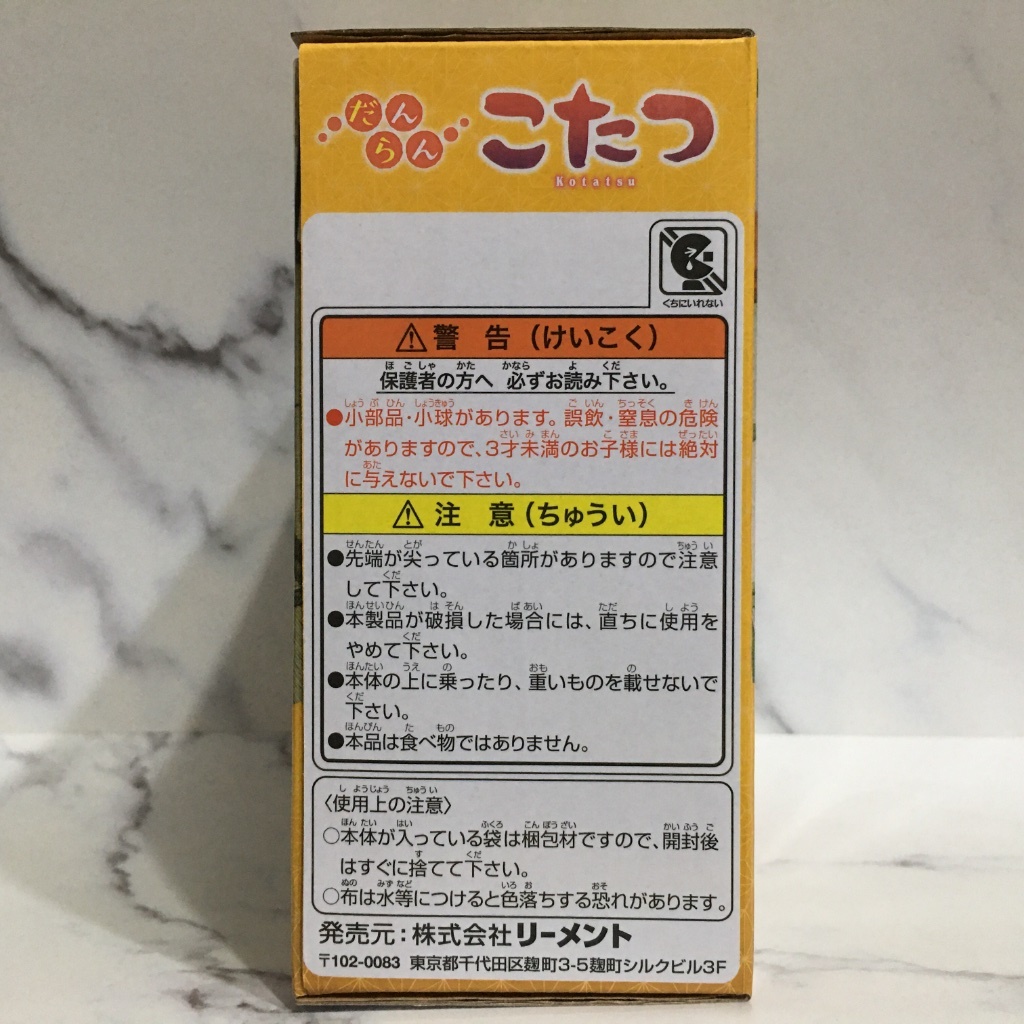 だんらん こたつ
Kotatsu
くちにいれない
⚠警 告（けいこく）
保護者の方へ 必ずお読み下さい。
●小部品・小球があります。誤飲・窒息の危険
がありますので、3才未満のお子様には絶対
に与えないで下さい。
⚠注 意（ちゅうい）
●先端が尖っている箇所がありますので注意
して下さい。
●本製品が破損した場合には、直ちに使用を
やめて下さい。
●本体の上に乗ったり、重いものを載せないで
下さい。
●本品は食べ物ではありません。
〈使用上の注意〉
○本体が入っている袋は梱包材ですので、開封後
はすぐに捨てて下さい。
○布は水等につけると色落ちする恐れがあります。
発売元：株式会社リーメント
〒102-0083 東京都千代田区麹町3-5麹町シルクビル3F